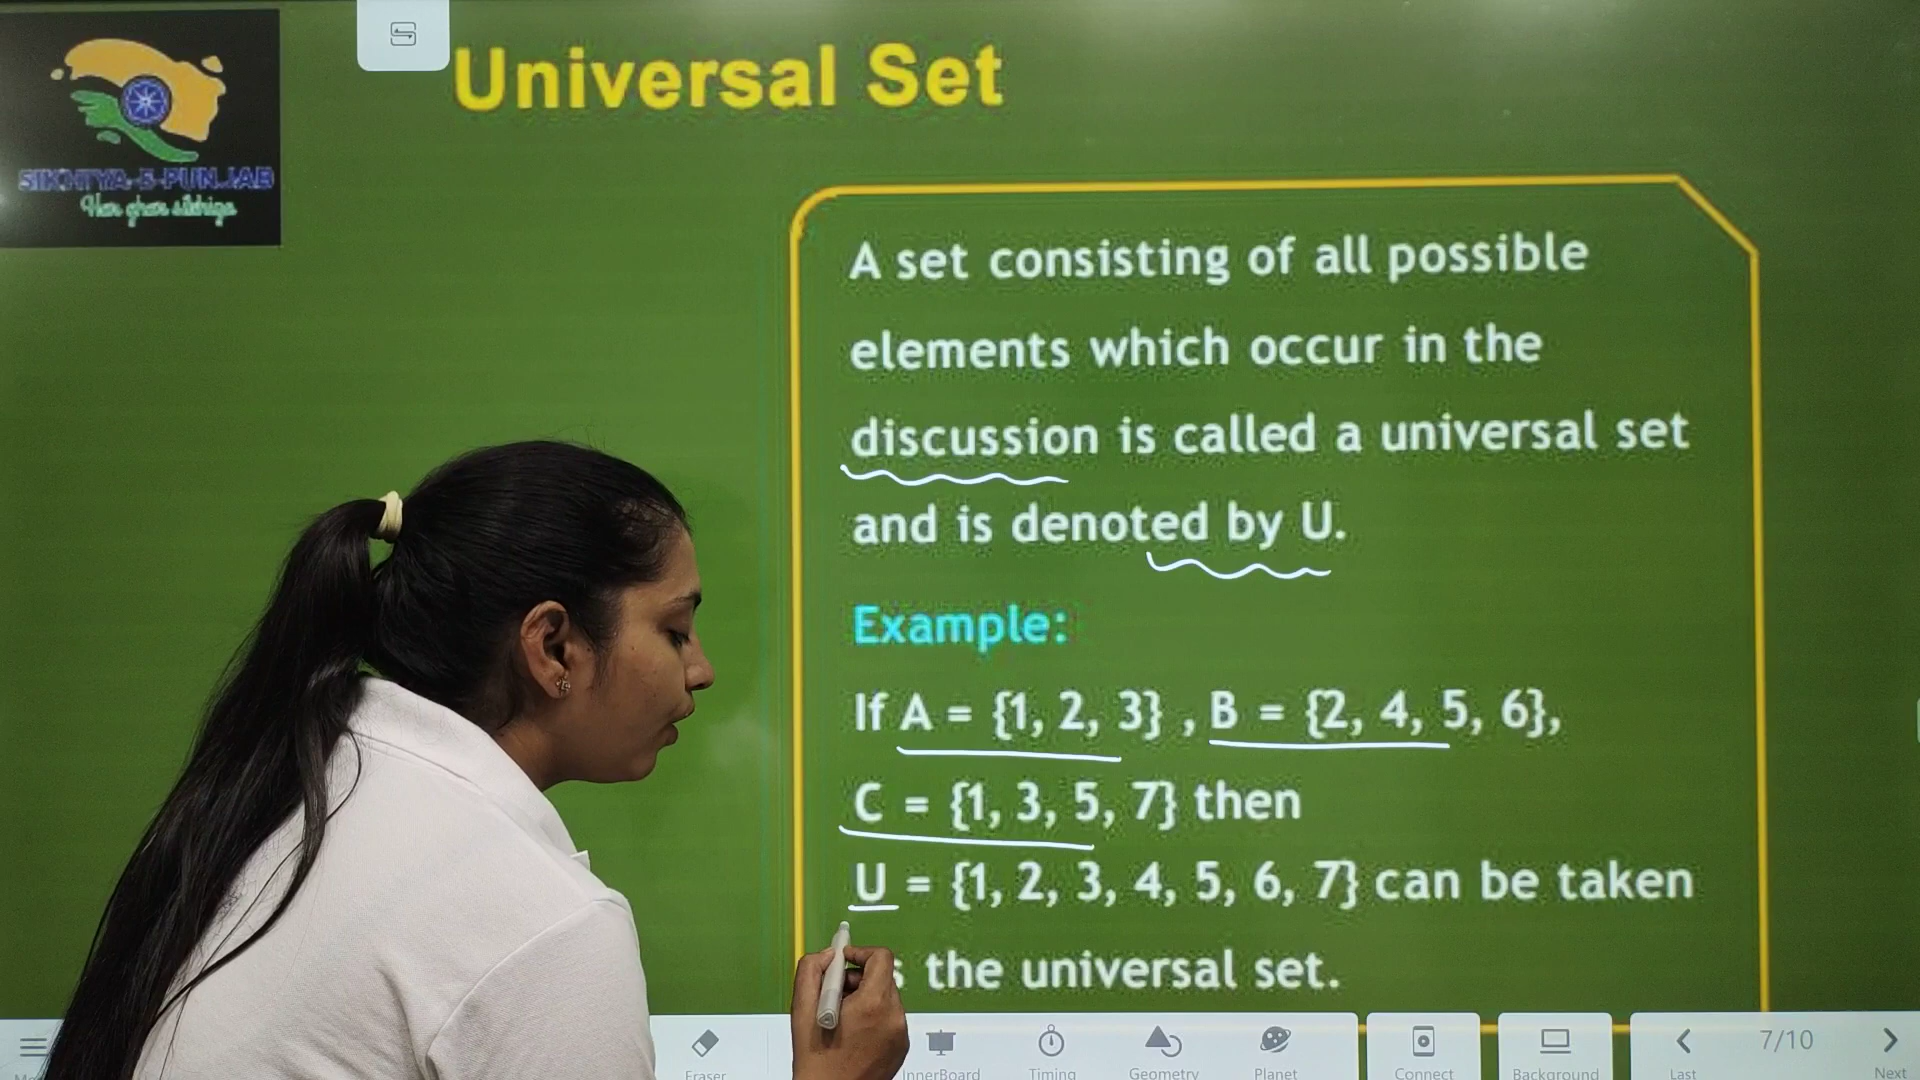 Universal Set
SIKHIYA-E-PUNJAB
Har ghar sikhiya
A set consisting of all possible
elements which occur in the
discussion is called a universal set
and is denoted by U.
Example:
If A = {1, 2, 3} , B = {2, 4, 5, 6},
C = {1, 3, 5, 7} then
U = {1, 2, 3, 4, 5, 6, 7} can be taken
the universal set.
Eraser InnerBoard Timing Geometry Planet Connect Background Last 7/10 Next